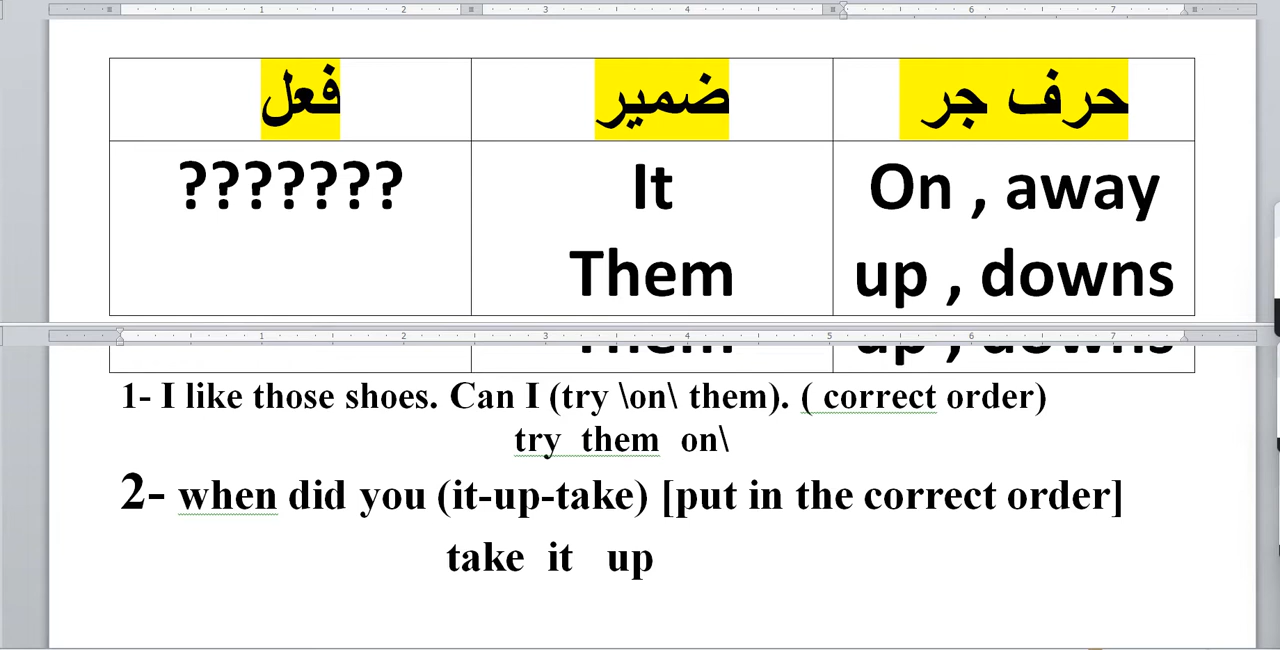 فعل ضمير حرف جر
??????? It On , away
Them up , downs
1- I like those shoes. Can I (try \on\ them). ( correct order)
try them on\
2- when did you (it-up-take) [put in the correct order]
take it up